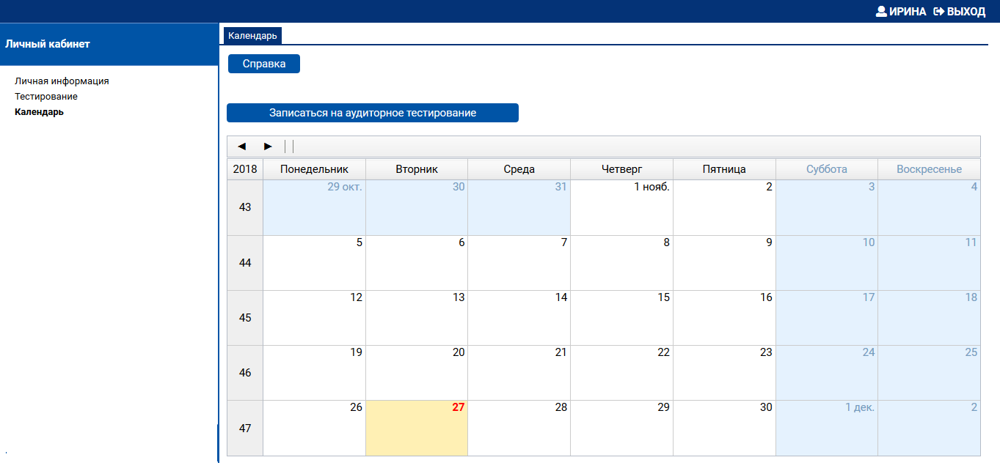 ИРИНА ВЫХОД
Личный кабинет
Личная информация
Тестирование
Календарь
Календарь
Справка
Записаться на аудиторное тестирование
2018 Понедельник Вторник Среда Четверг Пятница Суббота Воскресенье
43 29 окт. 30 31 1 нояб. 2 3 4
44 5 6 7 8 9 10 11
45 12 13 14 15 16 17 18
46 19 20 21 22 23 24 25
47 26 27 28 29 30 1 дек. 2